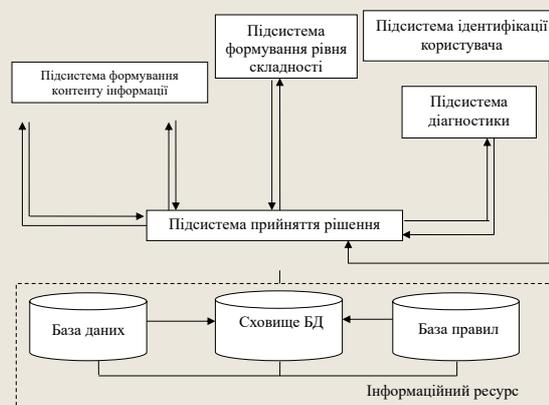 Підсистема
формування рівня
складності
Підсистема ідентифікації
користувача
Підсистема формування
контенту інформації
Підсистема
діагностики
Підсистема прийняття рішення
База даних
Сховище БД
База правил
Інформаційний ресурс